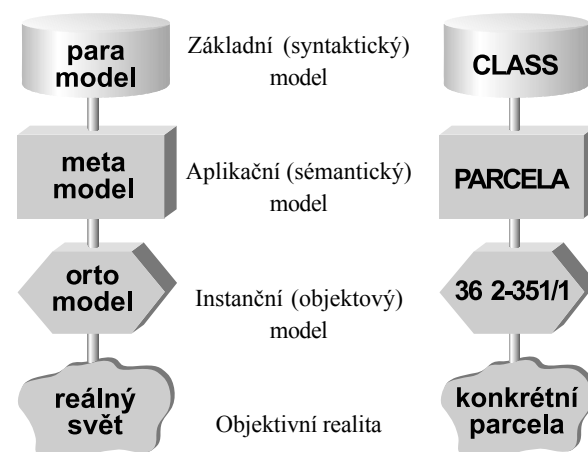 para
model
Základní (syntaktický)
model
CLASS
meta
model
Aplikační (sémantický)
model
PARCELA
orto
model
Instanční (objektový)
model
36 2-351/1
reálný
svět
Objektivní realita
konkrétní
parcela